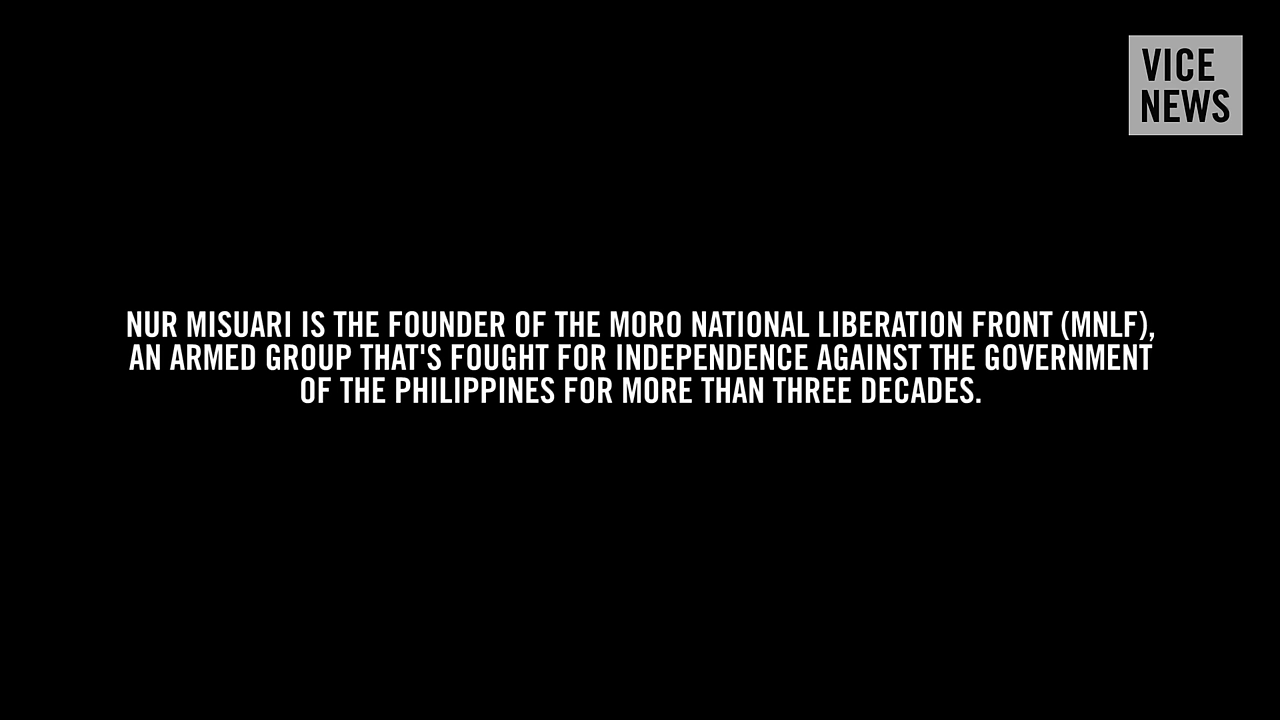 VICE
NEWS
NUR MISUARI IS THE FOUNDER OF THE MORO NATIONAL LIBERATION FRONT (MNLF),
AN ARMED GROUP THAT'S FOUGHT FOR INDEPENDENCE AGAINST THE GOVERNMENT
OF THE PHILIPPINES FOR MORE THAN THREE DECADES.